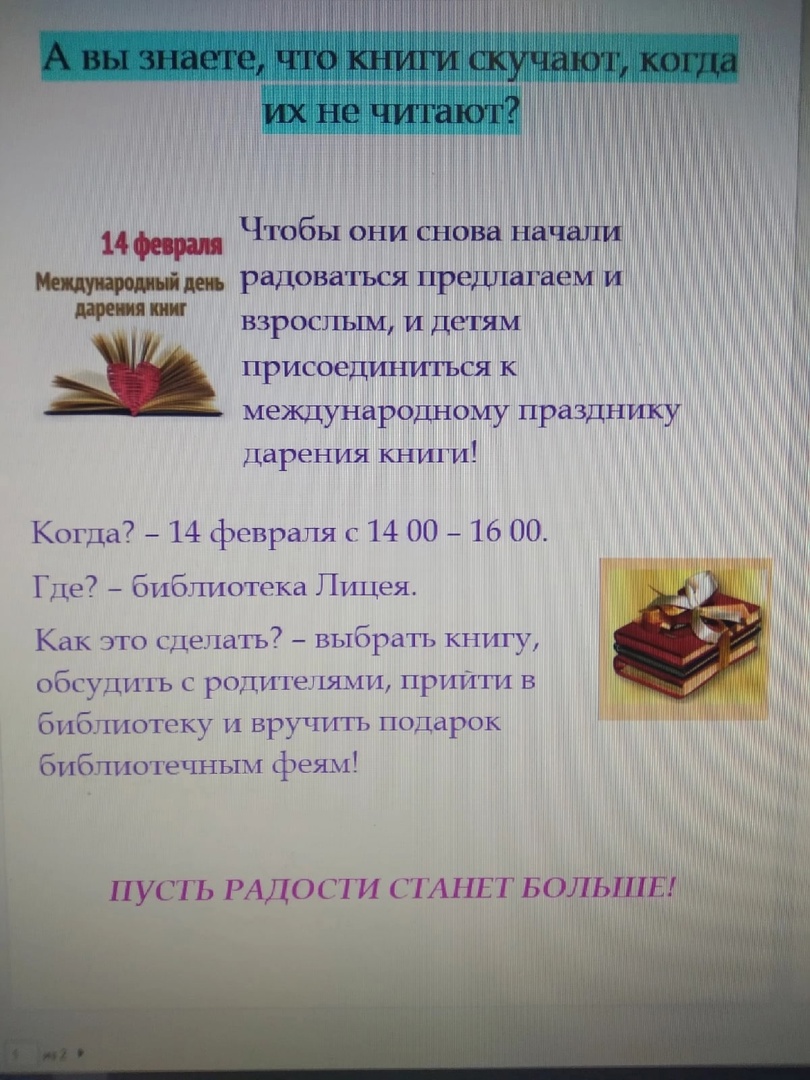 А вы знаете, что книги скучают, когда
их не читают?
14 февраля
Международный день
дарения книг
Чтобы они снова начали
радоваться предлагаем и
взрослым, и детям
присоединиться к
международному празднику
дарения книги!
Когда? – 14 февраля с 14 00 – 16 00.
Где? – библиотека Лицея.
Как это сделать? – выбрать книгу,
обсудить с родителями, прийти в
библиотеку и вручить подарок
библиотечным феям!
ПУСТЬ РАДОСТИ СТАНЕТ БОЛЬШЕ!
1 из 2